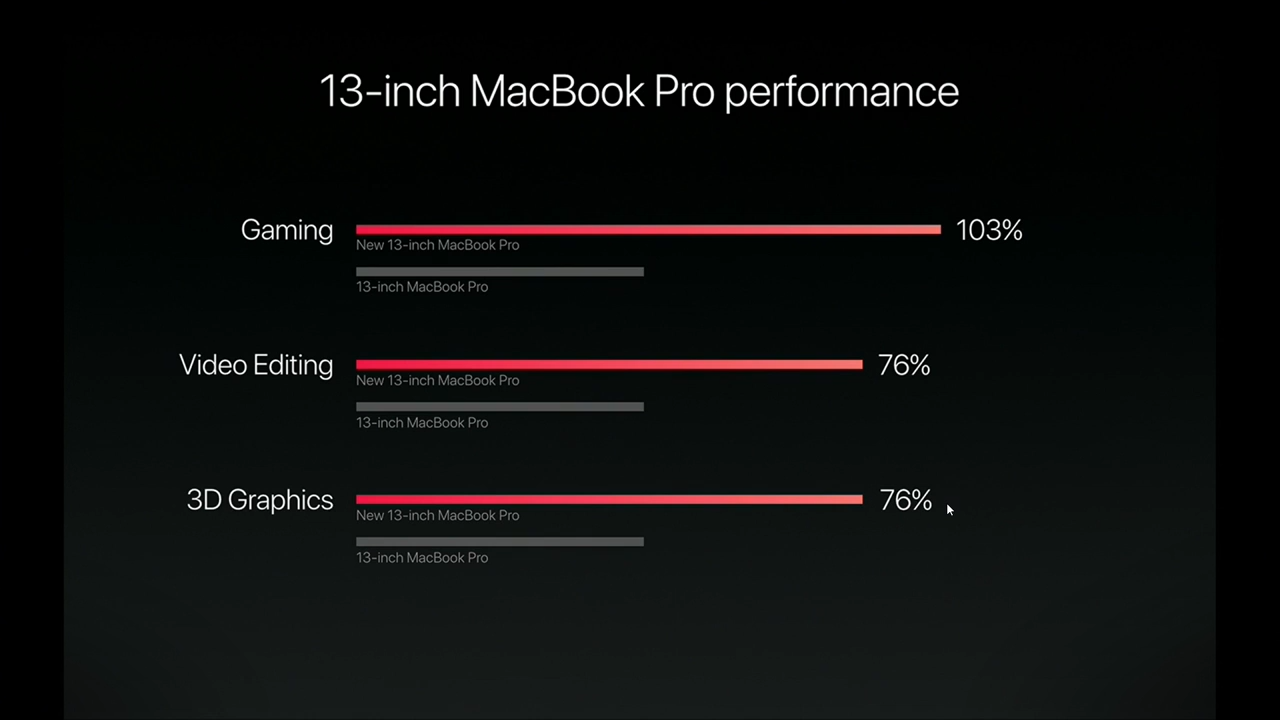 13-inch MacBook Pro performance
Gaming 103%
New 13-inch MacBook Pro
13-inch MacBook Pro
Video Editing 76%
New 13-inch MacBook Pro
13-inch MacBook Pro
3D Graphics 76%
New 13-inch MacBook Pro
13-inch MacBook Pro